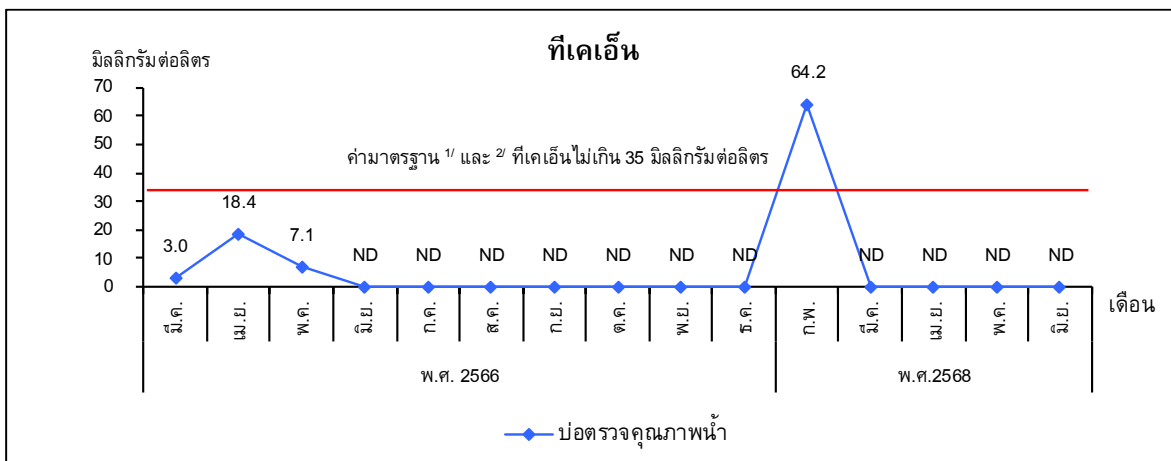 ทีเคเอ็น
มิลลิกรัมต่อลิตร
70
60
50
40
30
20
10
0
ค่ามาตรฐาน 1/ และ 2/ ทีเคเอ็นไม่เกิน 35 มิลลิกรัมต่อลิตร
3.0 18.4 7.1 ND ND ND ND ND ND ND 64.2 ND ND ND ND
มี.ค. เม.ย. พ.ค. มิ.ย. ก.ค. ส.ค. ก.ย. ต.ค. พ.ย. ธ.ค. ก.พ. มี.ค. เม.ย. พ.ค. มิ.ย. เดือน
พ.ศ. 2566 พ.ศ.2568
บ่อตรวจคุณภาพน้ำ